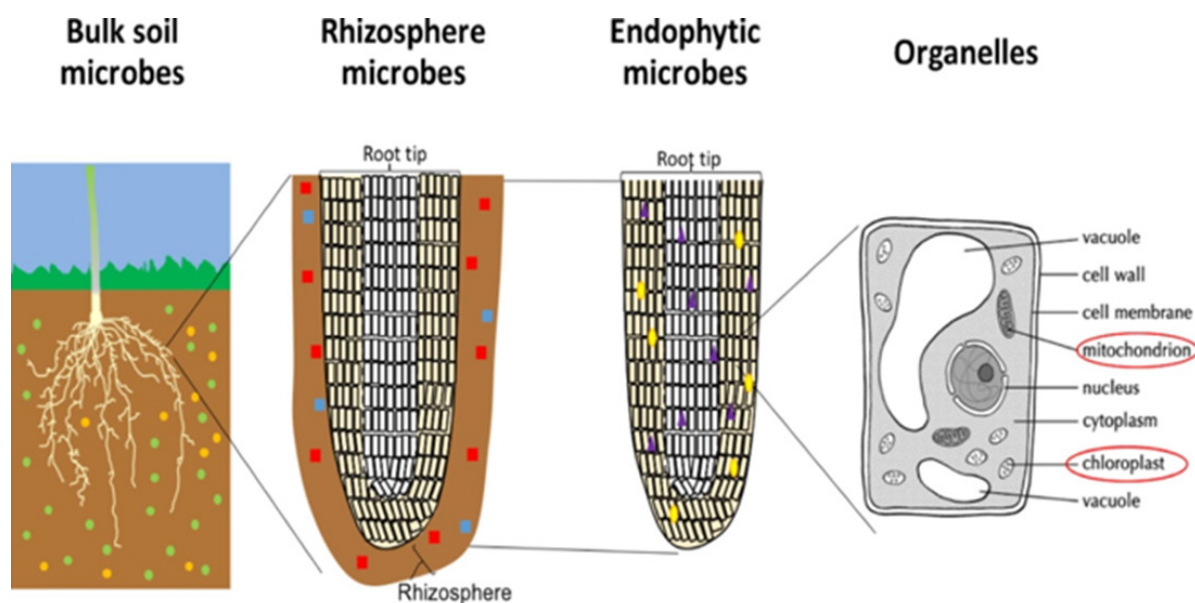 Bulk soil
microbes
Rhizosphere
microbes
Endophytic
microbes
Organelles
Root tip
Root tip
vacuole
cell wall
cell membrane
mitochondrion
nucleus
cytoplasm
chloroplast
vacuole
Rhizosphere